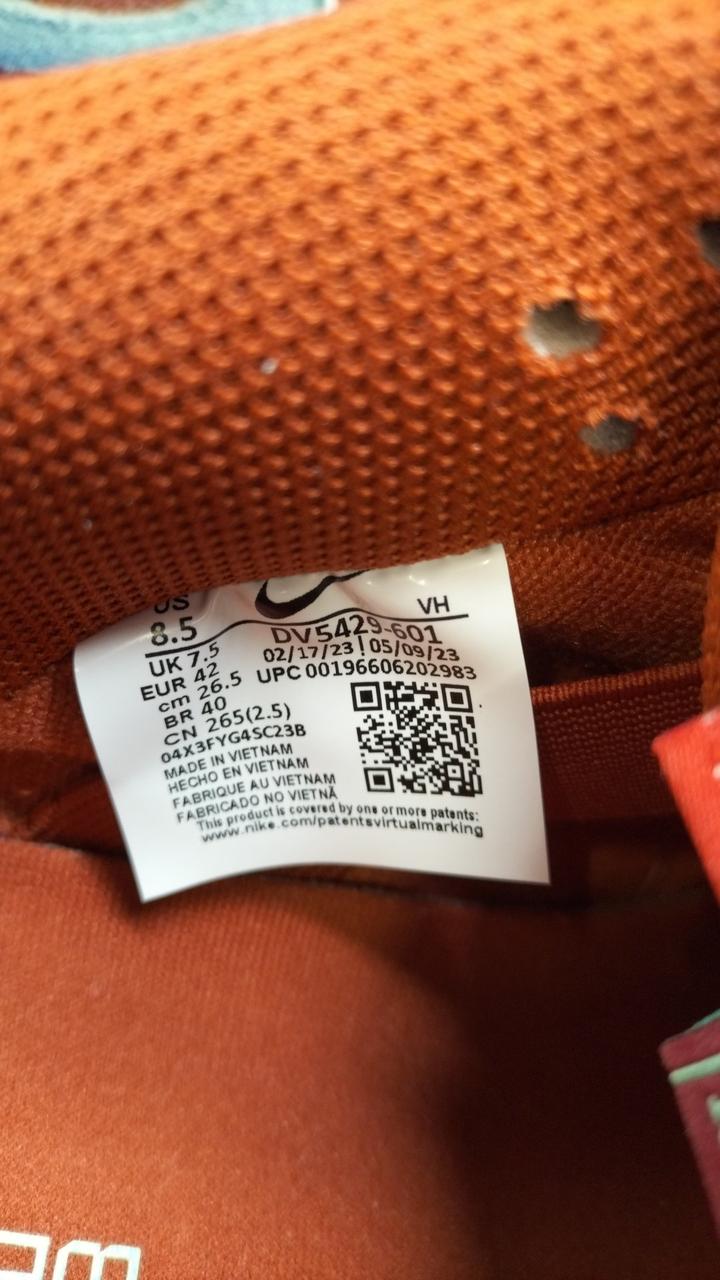 US
8.5
VH
DV5429-601
02/17/23 | 05/09/23
UPC 00196606202983
UK 7.5
EUR 42
cm 26.5
BR 40
CN 265(2.5)
04X3FYG4SC23B
MADE IN VIETNAM
HECHO EN VIETNAM
FABRIQUE AU VIETNAM
FABRICADO NO VIETNÃ
This product is covered by one or more patents:
www.nike.com/patentsvirtualmarking